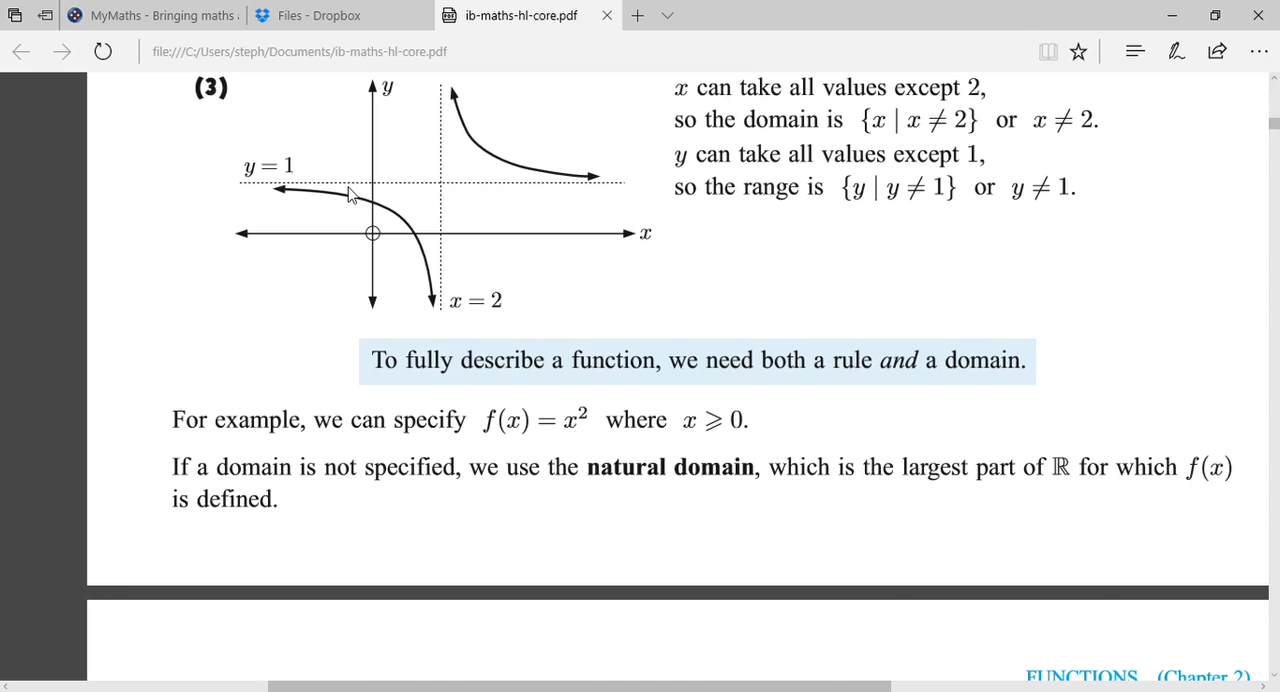 MyMaths - Bringing maths
Files - Dropbox
ib-maths-hl-core.pdf
file:///C:/Users/steph/Documents/ib-maths-hl-core.pdf
(3)
y
y = 1
x
x = 2
x can take all values except 2,
so the domain is {x | x ≠ 2} or x ≠ 2.
y can take all values except 1,
so the range is {y | y ≠ 1} or y ≠ 1.
To fully describe a function, we need both a rule and a domain.
For example, we can specify f(x) = x² where x ⩾ 0.
If a domain is not specified, we use the natural domain, which is the largest part of ℝ for which f(x)
is defined.
FUNCTIONS (Chapter 2)